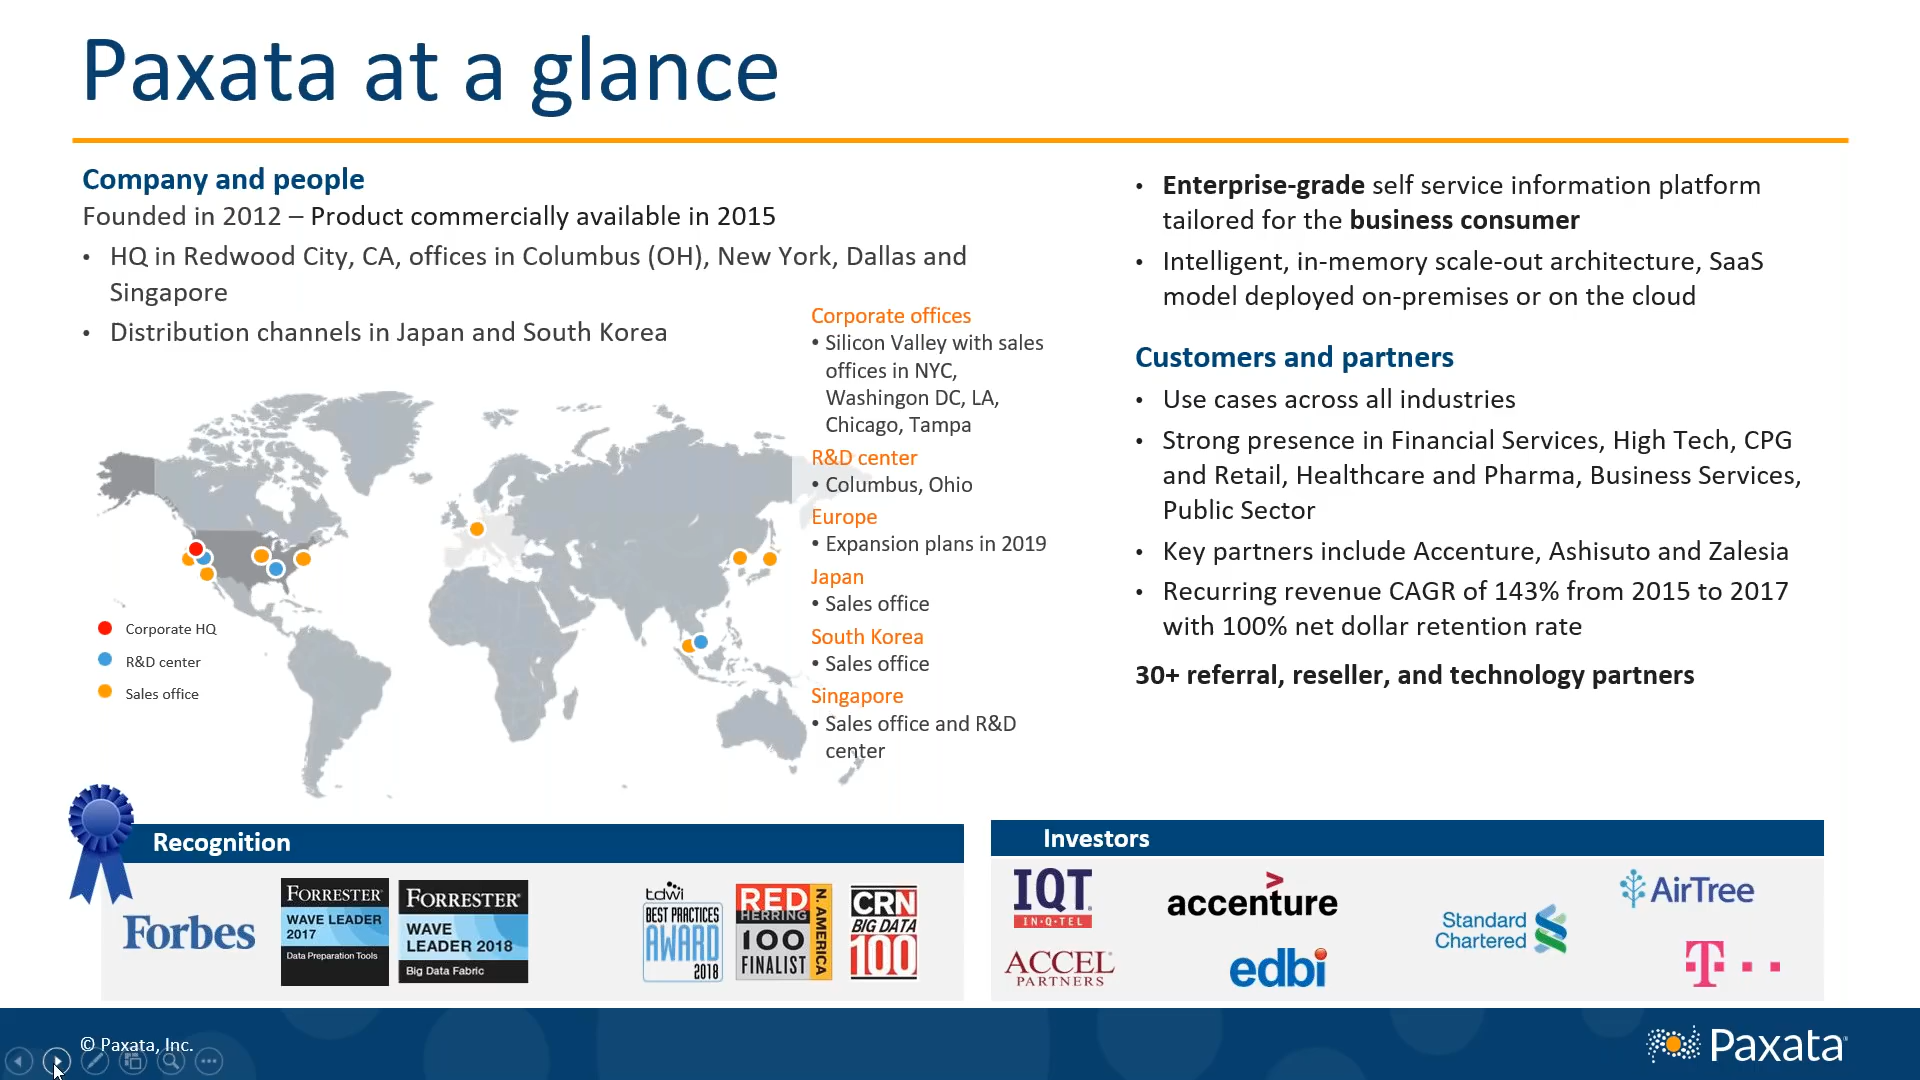 Paxata at a glance
Company and people
Founded in 2012 – Product commercially available in 2015
• HQ in Redwood City, CA, offices in Columbus (OH), New York, Dallas and
Singapore
• Distribution channels in Japan and South Korea
Corporate HQ
R&D center
Sales office
Corporate offices
• Silicon Valley with sales
offices in NYC,
Washingon DC, LA,
Chicago, Tampa
R&D center
• Columbus, Ohio
Europe
• Expansion plans in 2019
Japan
• Sales office
South Korea
• Sales office
Singapore
• Sales office and R&D
center
• Enterprise-grade self service information platform
tailored for the business consumer
• Intelligent, in-memory scale-out architecture, SaaS
model deployed on-premises or on the cloud
Customers and partners
• Use cases across all industries
• Strong presence in Financial Services, High Tech, CPG
and Retail, Healthcare and Pharma, Business Services,
Public Sector
• Key partners include Accenture, Ashisuto and Zalesia
• Recurring revenue CAGR of 143% from 2015 to 2017
with 100% net dollar retention rate
30+ referral, reseller, and technology partners
Recognition
Forbes
FORRESTER
WAVE LEADER
2017
Data Preparation Tools
FORRESTER
WAVE
LEADER 2018
Big Data Fabric
tdwi
BEST PRACTICES
AWARD
2018
RED
HERRING
100
FINALIST
N. AMERICA
CRN
BIG DATA
100
Investors
IQT
IN·Q·TEL
accenture
Standard
Chartered
AirTree
ACCEL
PARTNERS
edbi
T
© Paxata, Inc.
Paxata